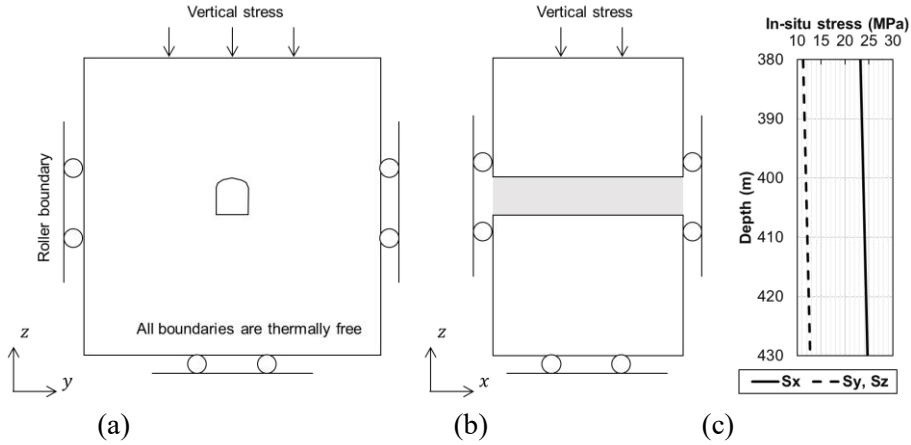 Vertical stress
Roller boundary
All boundaries are thermally free
z
y
(a)
Vertical stress
z
x
(b)
In-situ stress (MPa)
10 15 20 25 30
Depth (m)
380
390
400
410
420
430
Sx Sy, Sz
(c)